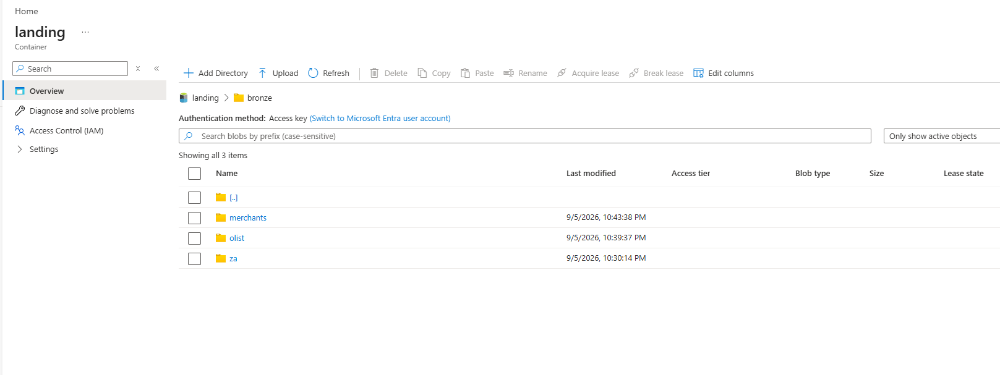 Home
landing ...
Container
Search
Overview
Diagnose and solve problems
Access Control (IAM)
Settings
Add Directory Upload Refresh Delete Copy Paste Rename Acquire lease Break lease Edit columns
landing > bronze
Authentication method: Access key (Switch to Microsoft Entra user account)
Search blobs by prefix (case-sensitive) Only show active objects
Showing all 3 items
Name Last modified Access tier Blob type Size Lease state
[..]
merchants 9/5/2026, 10:43:38 PM
olist 9/5/2026, 10:39:37 PM
za 9/5/2026, 10:30:14 PM